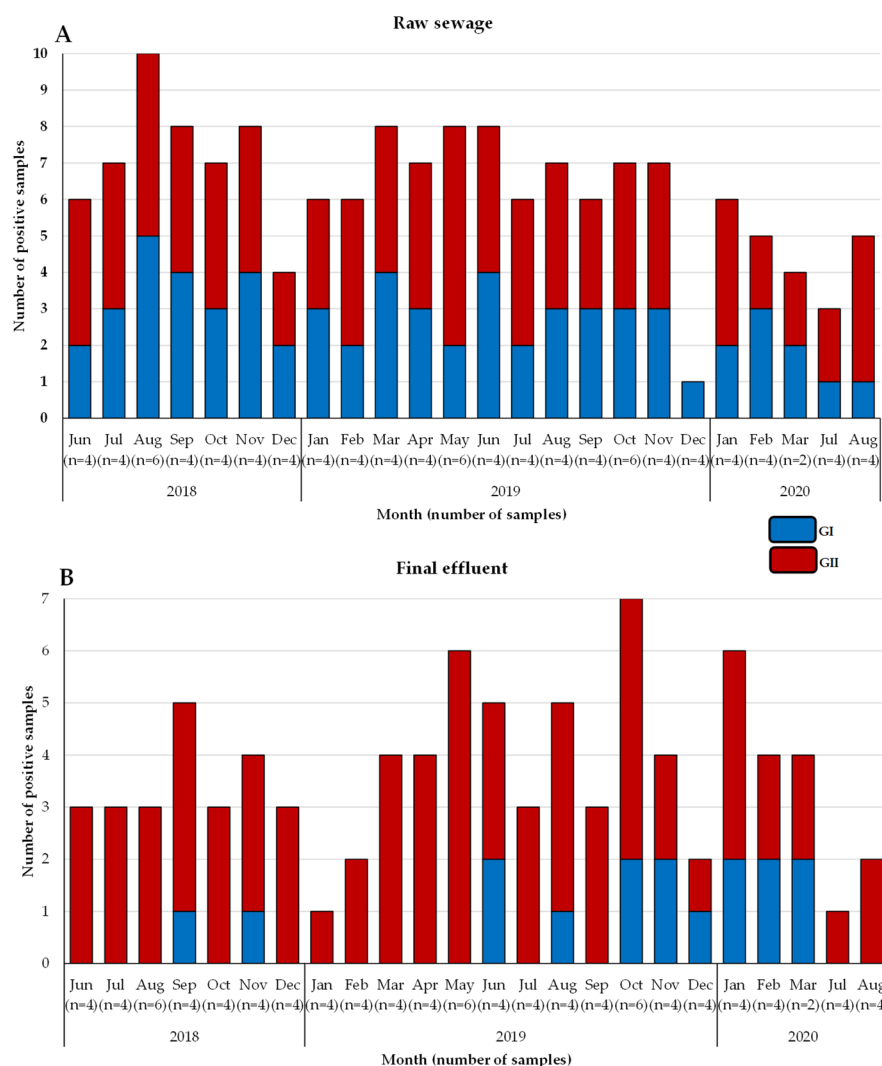 A
Raw sewage
Number of positive samples
10
9
8
7
6
5
4
3
2
1
0
Jun Jul Aug Sep Oct Nov Dec Jan Feb Mar Apr May Jun Jul Aug Sep Oct Nov Dec Jan Feb Mar Jul Aug
(n=4) (n=4) (n=6) (n=4) (n=4) (n=4) (n=4) (n=4) (n=4) (n=4) (n=4) (n=6) (n=4) (n=4) (n=4) (n=4) (n=6) (n=4) (n=4) (n=4) (n=4) (n=2) (n=4) (n=4)
2018 2019 2020
Month (number of samples)
GI
GII
B
Final effluent
Number of positive samples
7
6
5
4
3
2
1
0
Jun Jul Aug Sep Oct Nov Dec Jan Feb Mar Apr May Jun Jul Aug Sep Oct Nov Dec Jan Feb Mar Jul Aug
(n=4) (n=4) (n=6) (n=4) (n=4) (n=4) (n=4) (n=4) (n=4) (n=4) (n=4) (n=6) (n=4) (n=4) (n=4) (n=4) (n=6) (n=4) (n=4) (n=4) (n=4) (n=2) (n=4) (n=4
2018 2019 2020
Month (number of samples)